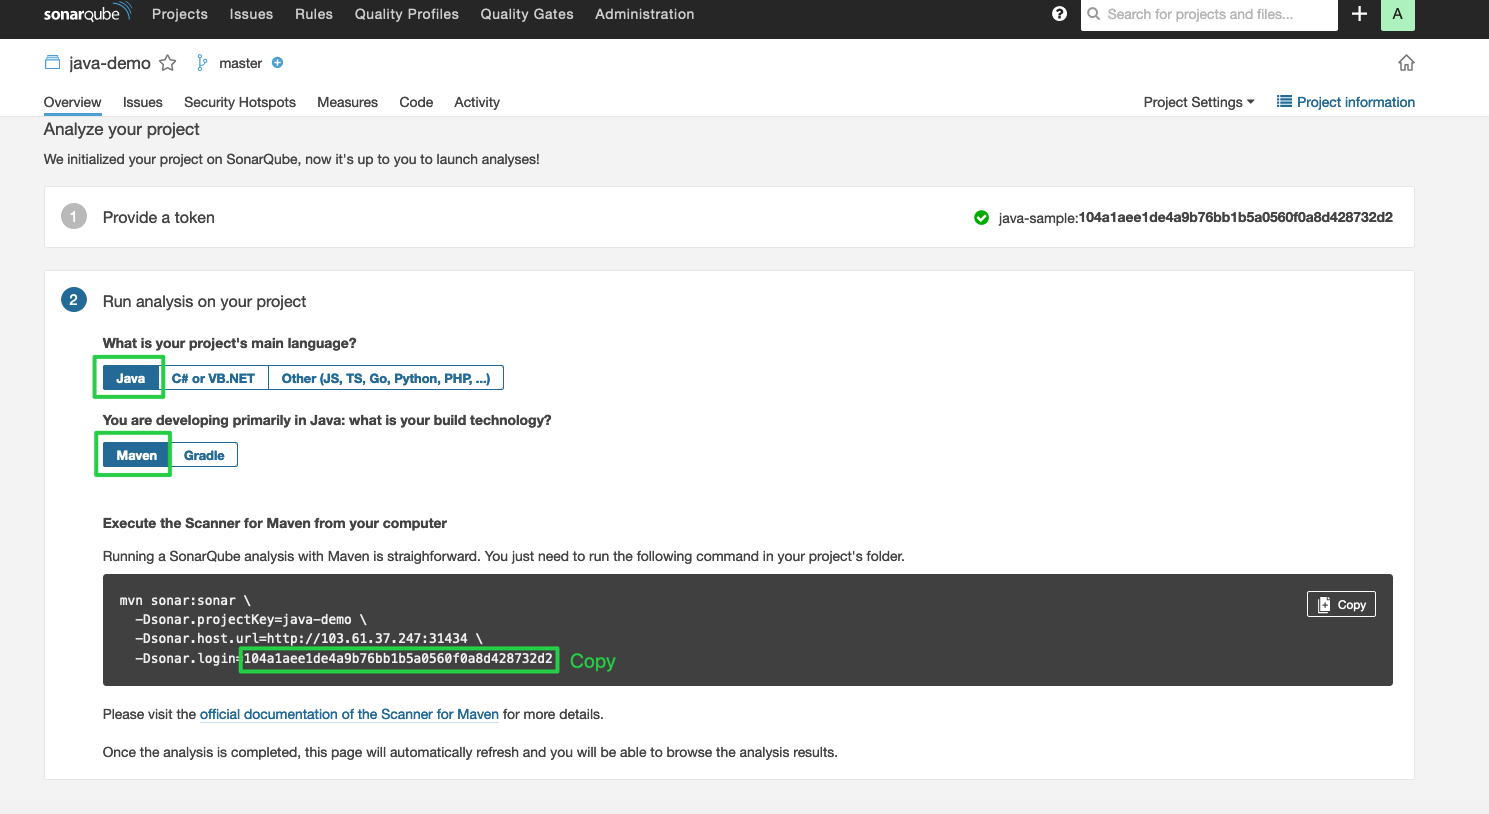 sonarqube Projects Issues Rules Quality Profiles Quality Gates Administration ? Search for projects and files... + A
java-demo master
Overview Issues Security Hotspots Measures Code Activity Project Settings Project information
Analyze your project
We initialized your project on SonarQube, now it's up to you to launch analyses!
1 Provide a token java-sample:104a1aee1de4a9b76bb1b5a0560f0a8d428732d2
2 Run analysis on your project
What is your project's main language?
Java C# or VB.NET Other (JS, TS, Go, Python, PHP, ...)
You are developing primarily in Java: what is your build technology?
Maven Gradle
Execute the Scanner for Maven from your computer
Running a SonarQube analysis with Maven is straighforward. You just need to run the following command in your project's folder.
mvn sonar:sonar \
-Dsonar.projectKey=java-demo \
-Dsonar.host.url=http://103.61.37.247:31434 \
-Dsonar.login=104a1aee1de4a9b76bb1b5a0560f0a8d428732d2 Copy
Copy
Please visit the official documentation of the Scanner for Maven for more details.
Once the analysis is completed, this page will automatically refresh and you will be able to browse the analysis results.